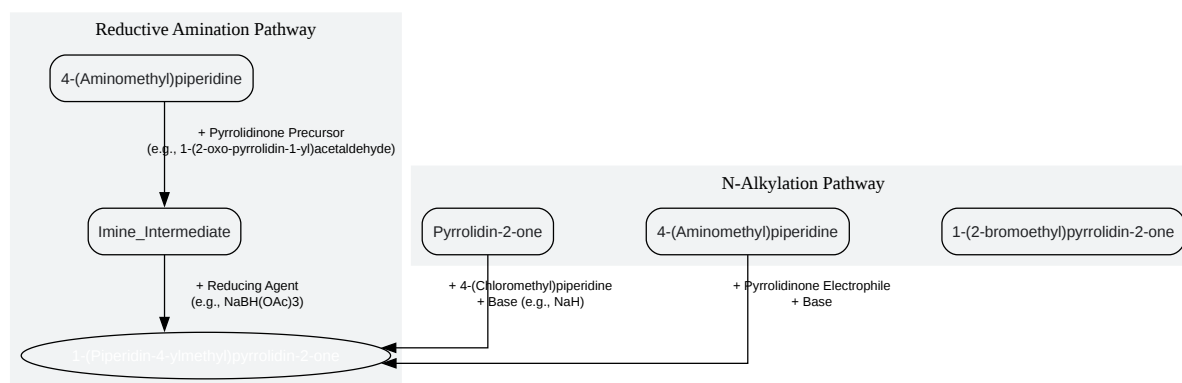 Reductive Amination Pathway
4-(Aminomethyl)piperidine
+ Pyrrolidinone Precursor
(e.g., 1-(2-oxo-pyrrolidin-1-yl)acetaldehyde)
N-Alkylation Pathway
Imine_Intermediate
Pyrrolidin-2-one
4-(Aminomethyl)piperidine
1-(2-bromoethyl)pyrrolidin-2-one
+ Reducing Agent
(e.g., NaBH(OAc)3)
+ 4-(Chloromethyl)piperidine
+ Base (e.g., NaH)
+ Pyrrolidinone Electrophile
+ Base
1-(Piperidin-4-ylmethyl)pyrrolidin-2-one